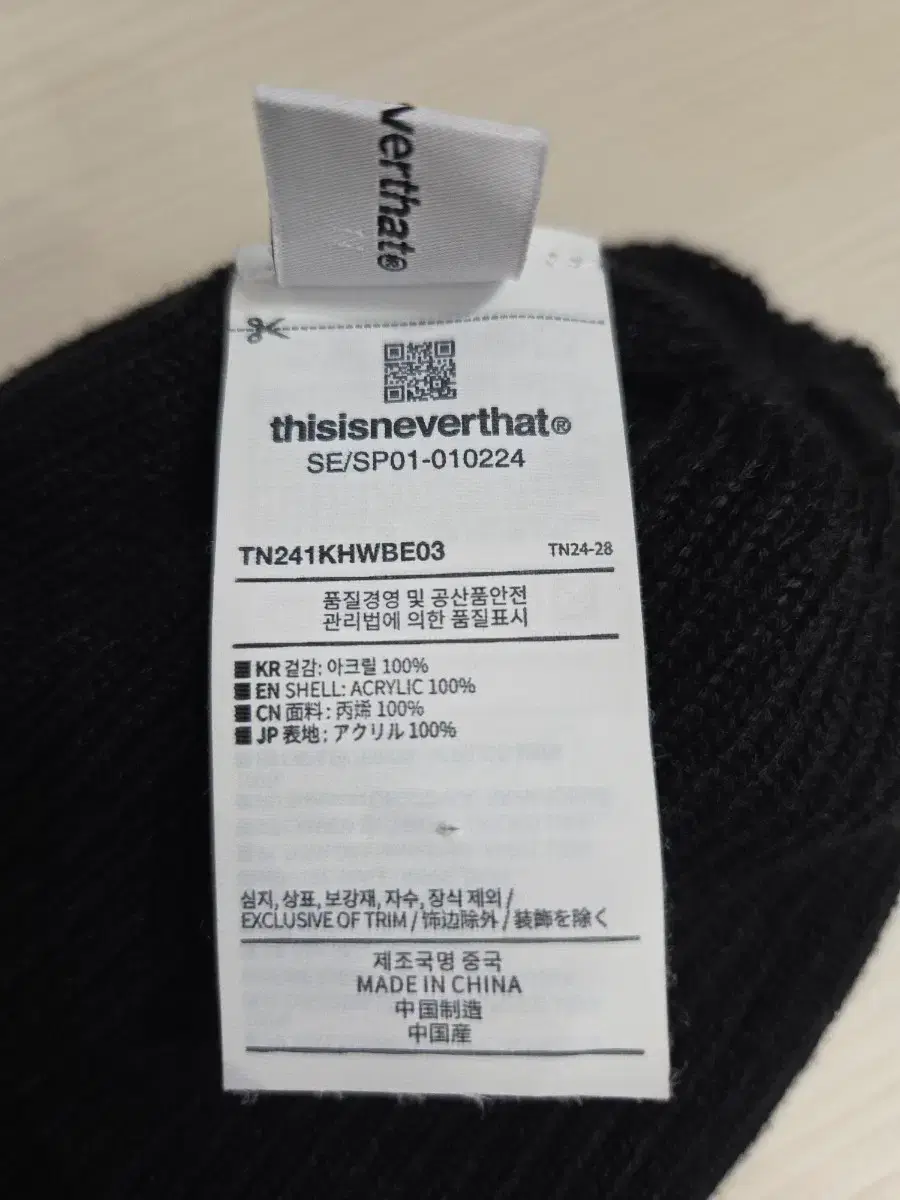 verthat®
thisisneverthat®
SE/SP01-010224
TN241KHWBE03 TN24-28
품질경영 및 공산품안전
관리법에 의한 품질표시
KR 겉감: 아크릴 100%
EN SHELL: ACRYLIC 100%
CN 面料: 丙烯 100%
JP 表地: アクリル 100%
심지, 상표, 보강재, 자수, 장식 제외 /
EXCLUSIVE OF TRIM / 饰边除外 / 装飾を除く
제조국명 중국
MADE IN CHINA
中国制造
中国産